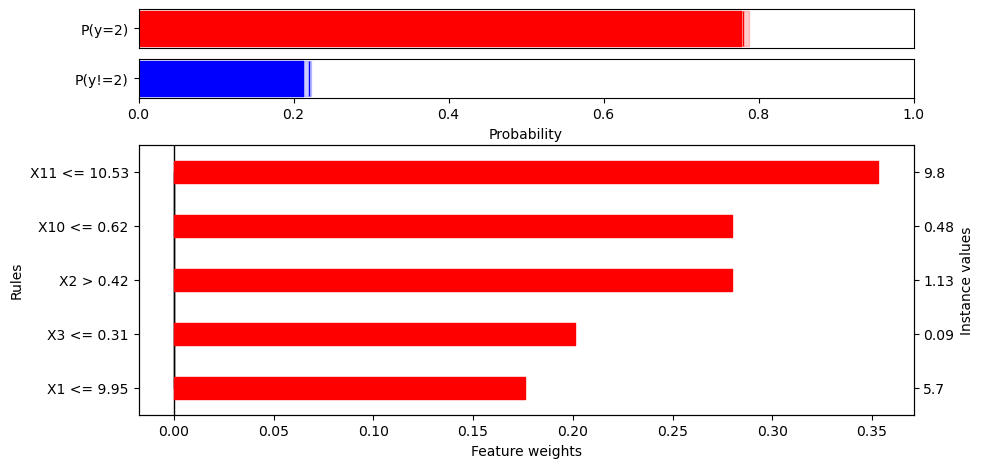 P(y=2)
P(y!=2)
0.0 0.2 0.4 0.6 0.8 1.0
Probability
X11 <= 10.53 9.8
X10 <= 0.62 0.48
X2 > 0.42 1.13
X3 <= 0.31 0.09
X1 <= 9.95 5.7
Rules
Instance values
0.00 0.05 0.10 0.15 0.20 0.25 0.30 0.35
Feature weights